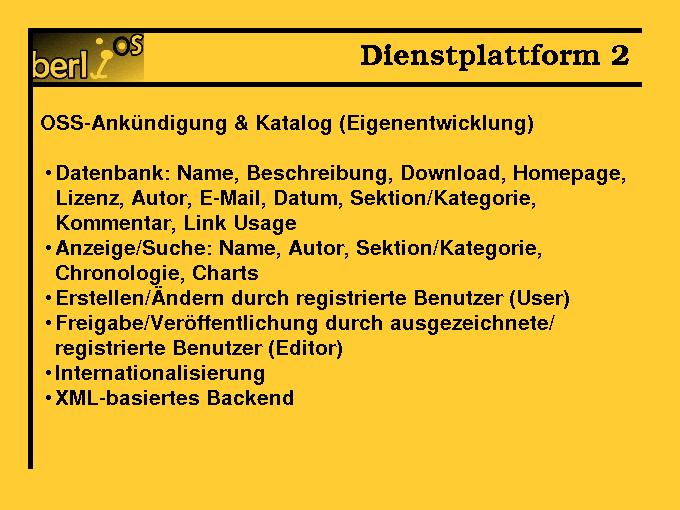 berliOS
Dienstplattform 2
OSS-Ankündigung & Katalog (Eigenentwicklung)
•Datenbank: Name, Beschreibung, Download, Homepage,
Lizenz, Autor, E-Mail, Datum, Sektion/Kategorie,
Kommentar, Link Usage
•Anzeige/Suche: Name, Autor, Sektion/Kategorie,
Chronologie, Charts
•Erstellen/Ändern durch registrierte Benutzer (User)
•Freigabe/Veröffentlichung durch ausgezeichnete/
registrierte Benutzer (Editor)
•Internationalisierung
•XML-basiertes Backend